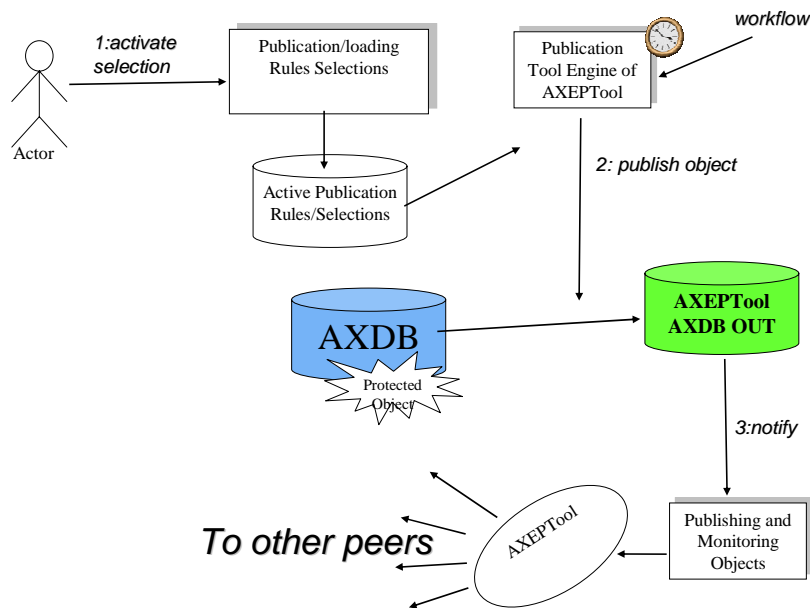 1:activate
selection
Actor
Publication/loading
Rules Selections
Active Publication
Rules/Selections
Publication
Tool Engine of
AXEPTool
workflow
2: publish object
AXDB
Protected
Object
AXEPTool
AXDB OUT
3:notify
Publishing and
Monitoring
Objects
AXEPTool
To other peers